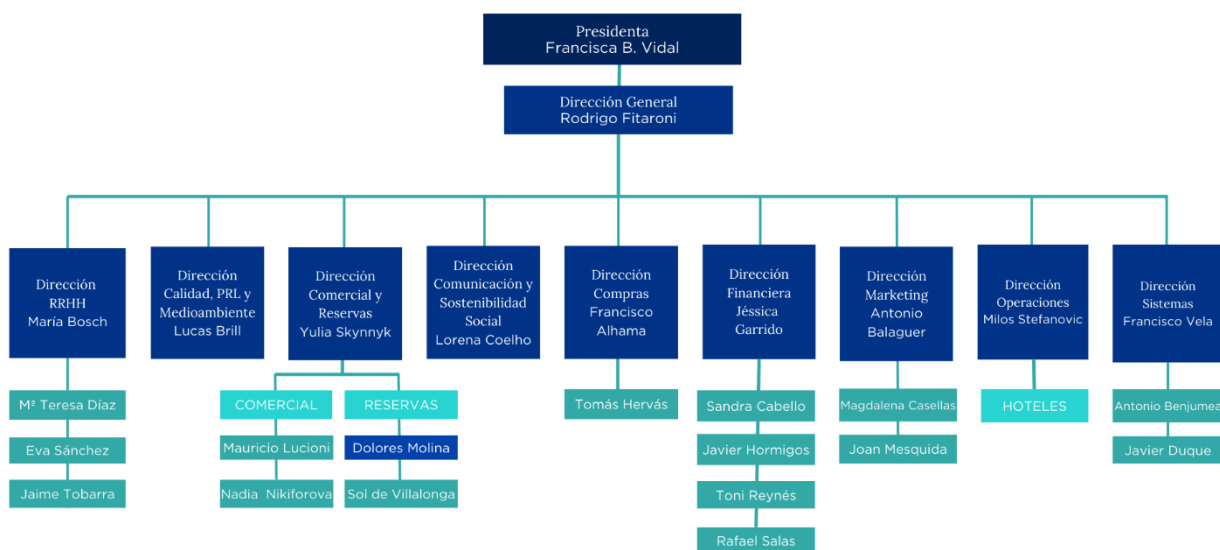 Presidenta
Francisca B. Vidal
Dirección General
Rodrigo Fitaroni
Dirección
RRHH
María Bosch
Mª Teresa Díaz
Eva Sánchez
Jaime Tobarra
Dirección
Calidad, PRL y
Medioambiente
Lucas Brill
Dirección
Comercial y
Reservas
Yulia Skynnyk
COMERCIAL
Mauricio Lucioni
Nadia Nikiforova
RESERVAS
Dolores Molina
Sol de Villalonga
Dirección
Comunicación y
Sostenibilidad
Social
Lorena Coelho
Dirección
Compras
Francisco
Alhama
Tomás Hervás
Dirección
Financiera
Jéssica
Garrido
Sandra Cabello
Javier Hormigos
Toni Reynés
Rafael Salas
Dirección
Marketing
Antonio
Balaguer
Magdalena Casellas
Joan Mesquida
Dirección
Operaciones
Milos Stefanovic
HOTELES
Dirección
Sistemas
Francisco Vela
Antonio Benjumea
Javier Duque